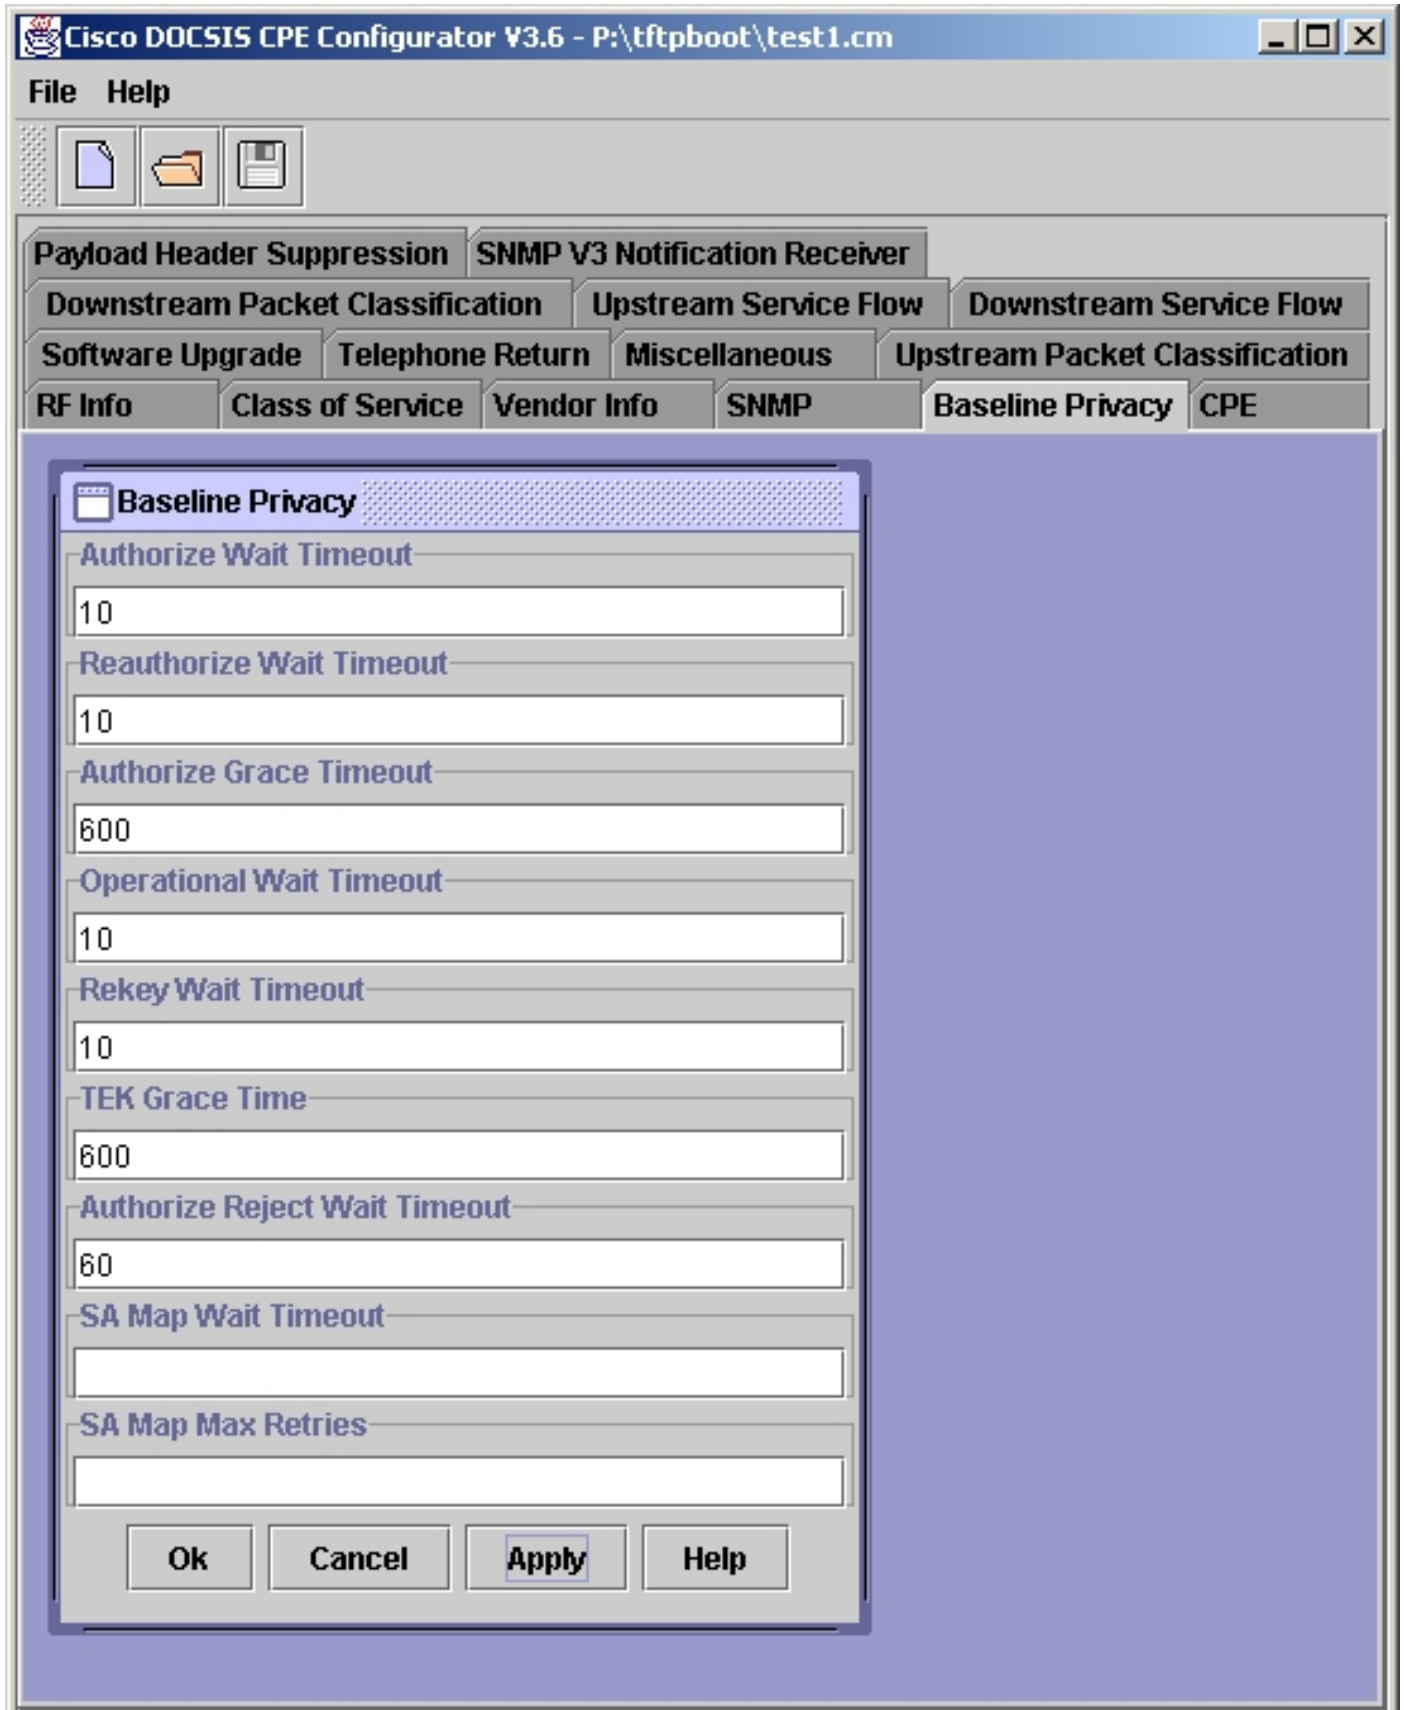 Cisco DOCSIS CPE Configurator V3.6 - P:\tftpboot\test1.cm
File Help
Payload Header Suppression SNMP V3 Notification Receiver
Downstream Packet Classification Upstream Service Flow Downstream Service Flow
Software Upgrade Telephone Return Miscellaneous Upstream Packet Classification
RF Info Class of Service Vendor Info SNMP Baseline Privacy CPE
Baseline Privacy
Authorize Wait Timeout
10
Reauthorize Wait Timeout
10
Authorize Grace Timeout
600
Operational Wait Timeout
10
Rekey Wait Timeout
10
TEK Grace Time
600
Authorize Reject Wait Timeout
60
SA Map Wait Timeout
SA Map Max Retries
Ok Cancel Apply Help